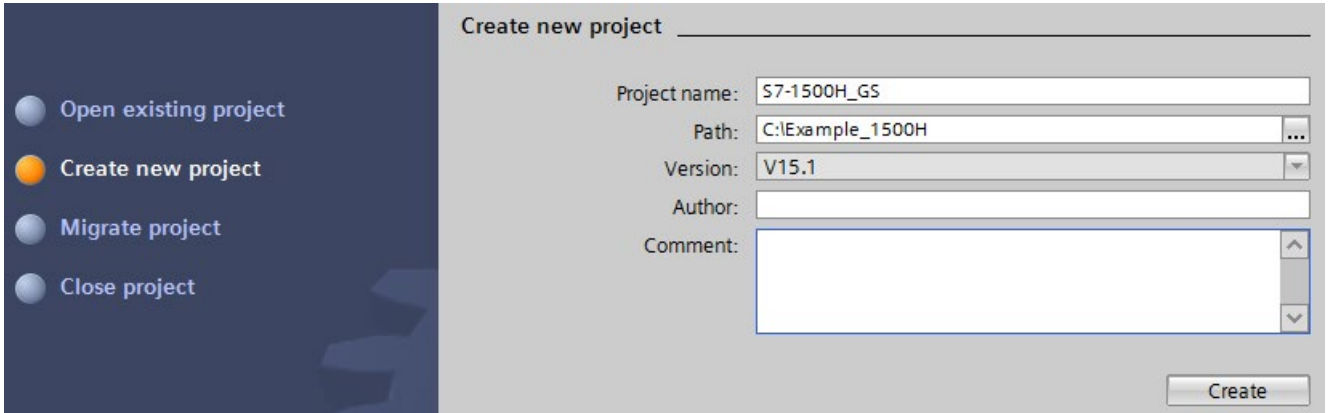 Open existing project
Create new project
Migrate project
Close project
Create new project
Project name: S7-1500H_GS
Path: C:\Example_1500H ...
Version: V15.1
Author:
Comment:
Create